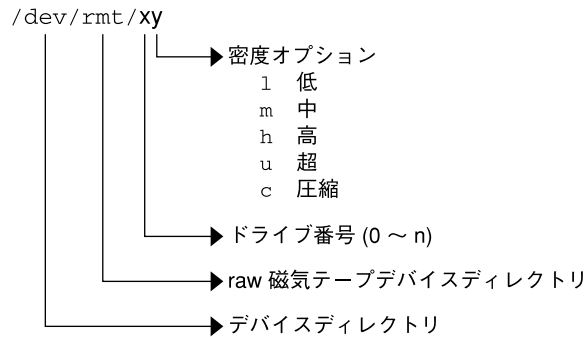 /dev/rmt/xy
密度オプション
l 低
m 中
h 高
u 超
c 圧縮
ドライブ番号 (0 ~ n)
raw 磁気テープデバイスディレクトリ
デバイスディレクトリ